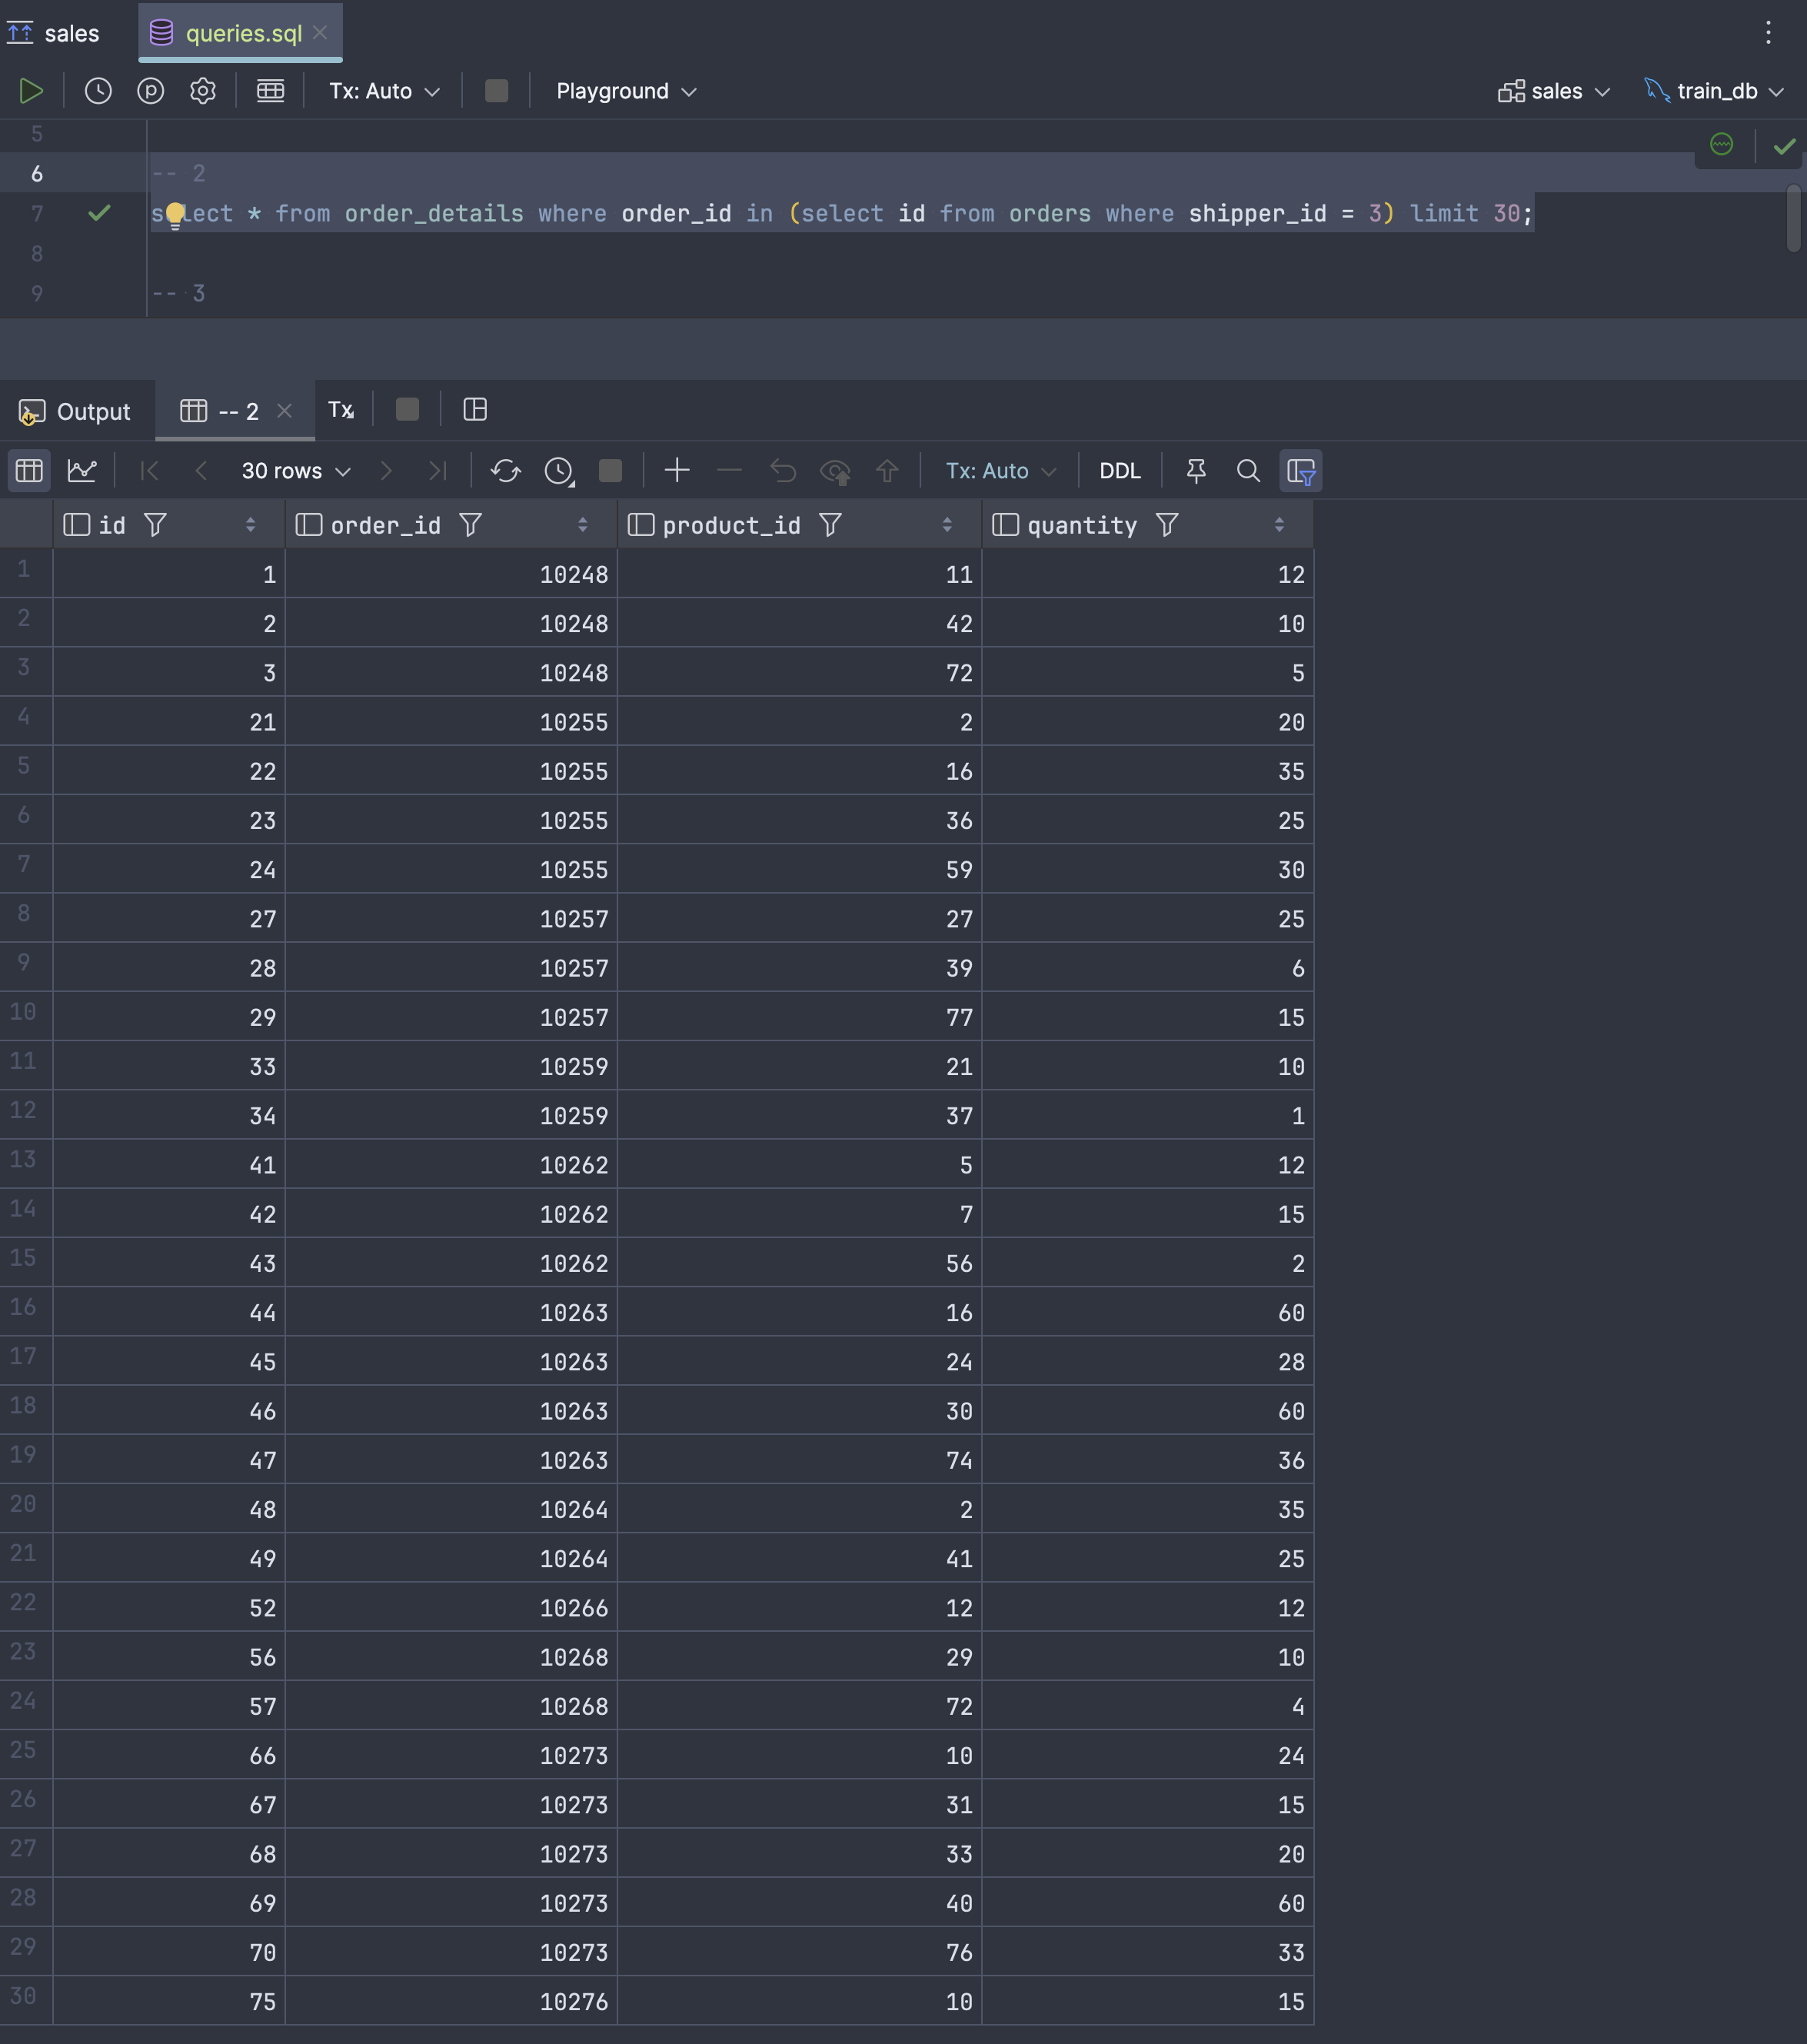 sales queries.sql
Tx: Auto Playground sales train_db
5
6 -- 2
7 select * from order_details where order_id in (select id from orders where shipper_id = 3) limit 30;
8
9 -- 3
Output -- 2 Tx
30 rows Tx: Auto DDL
id order_id product_id quantity
1 1 10248 11 12
2 2 10248 42 10
3 3 10248 72 5
4 21 10255 2 20
5 22 10255 16 35
6 23 10255 36 25
7 24 10255 59 30
8 27 10257 27 25
9 28 10257 39 6
10 29 10257 77 15
11 33 10259 21 10
12 34 10259 37 1
13 41 10262 5 12
14 42 10262 7 15
15 43 10262 56 2
16 44 10263 16 60
17 45 10263 24 28
18 46 10263 30 60
19 47 10263 74 36
20 48 10264 2 35
21 49 10264 41 25
22 52 10266 12 12
23 56 10268 29 10
24 57 10268 72 4
25 66 10273 10 24
26 67 10273 31 15
27 68 10273 33 20
28 69 10273 40 60
29 70 10273 76 33
30 75 10276 10 15